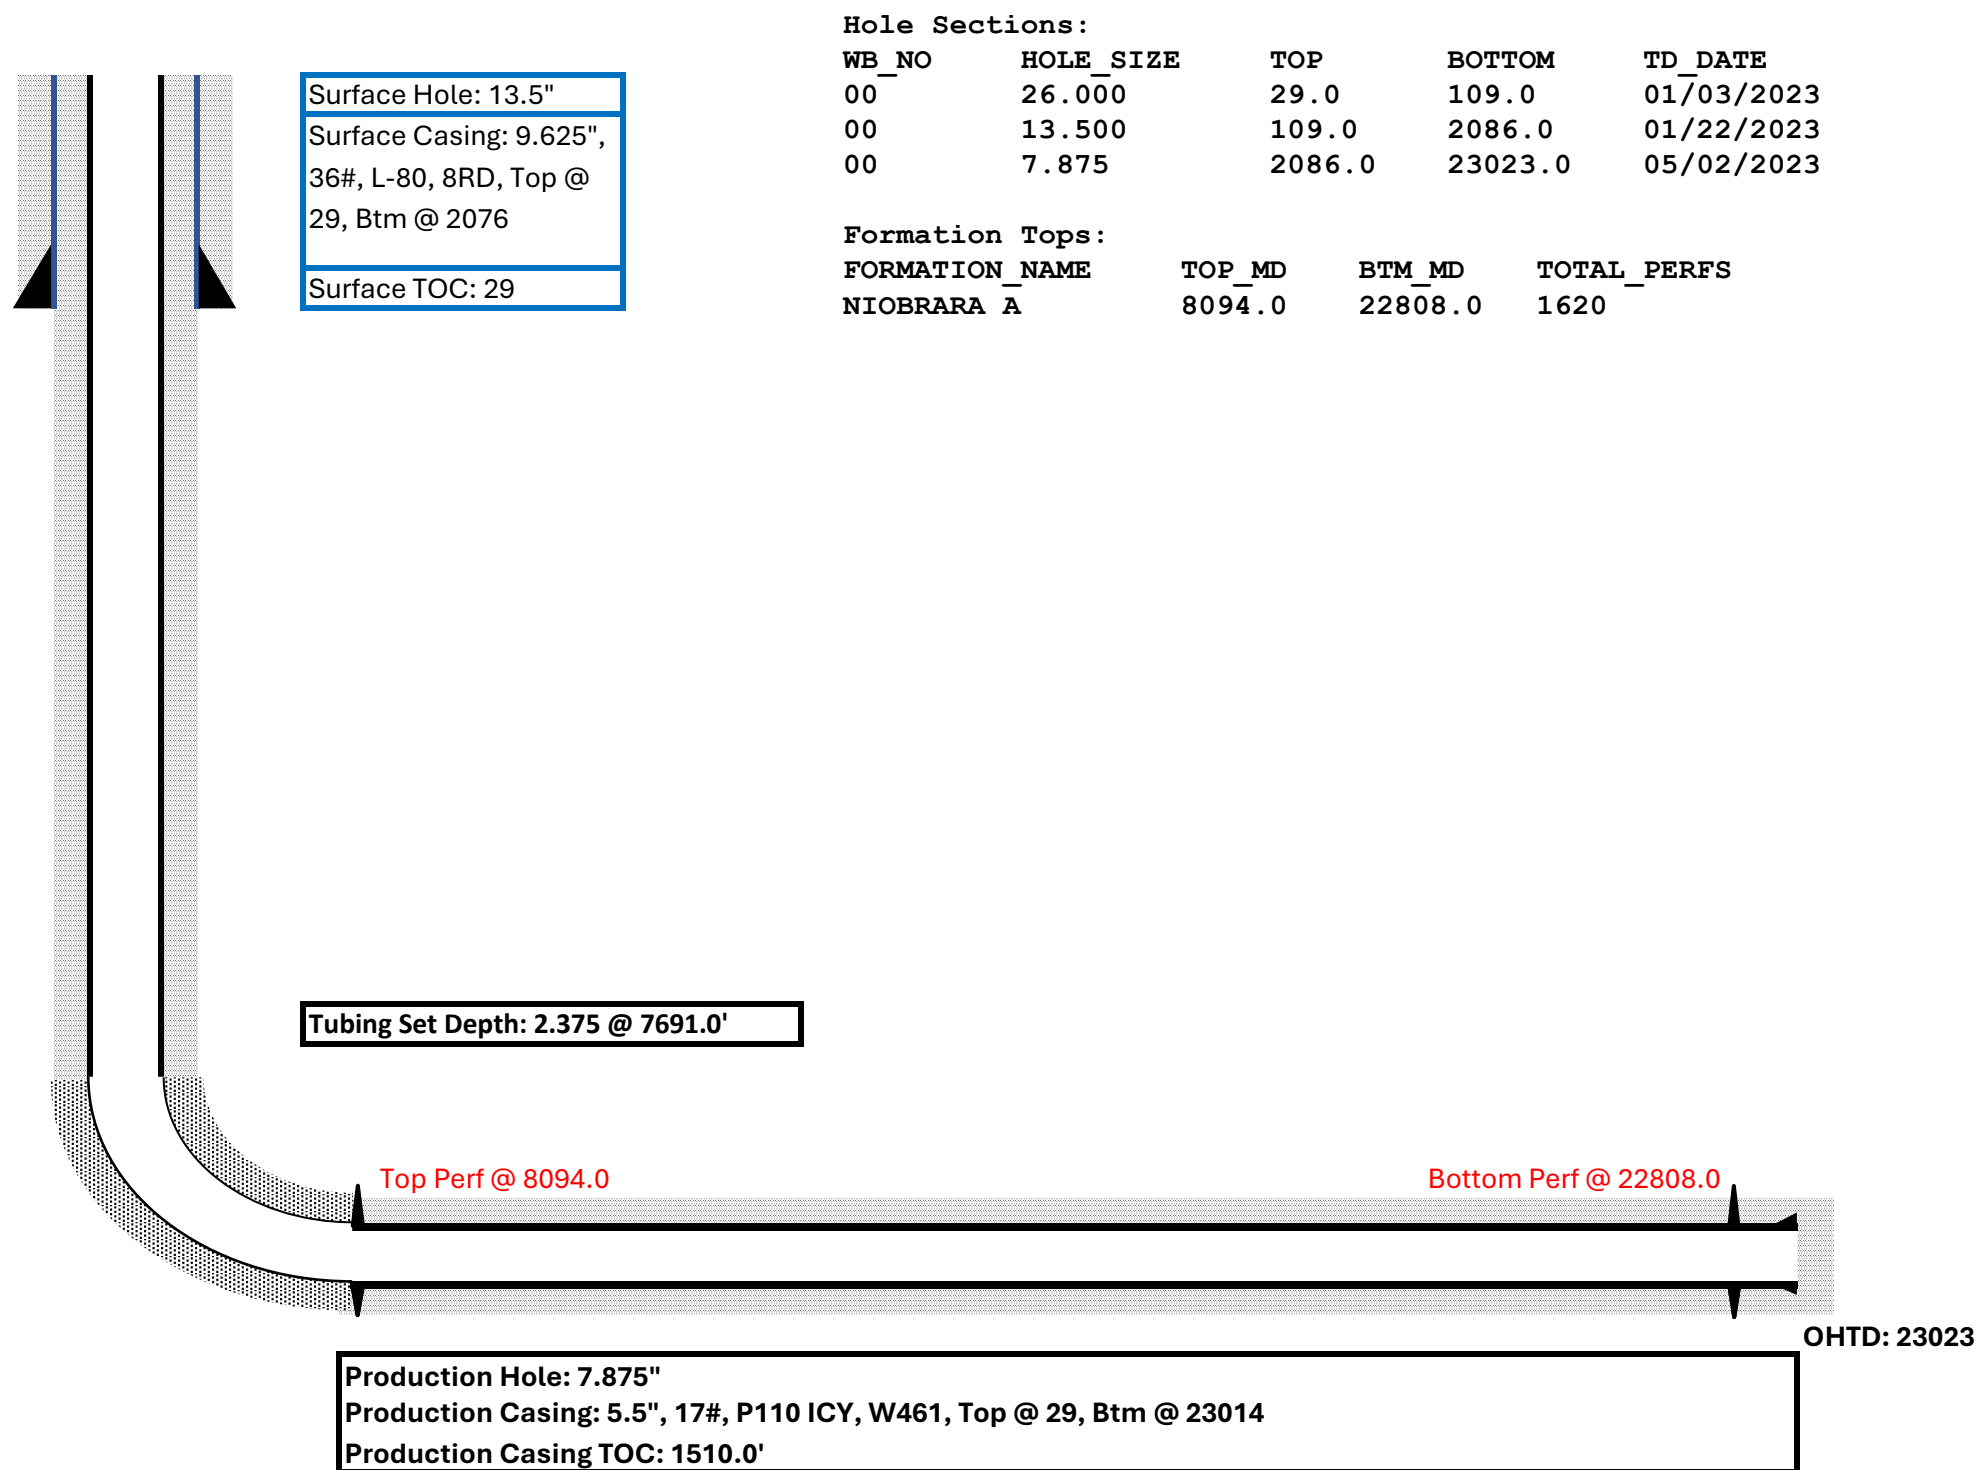 Hole Sections:
WB_NO HOLE_SIZE TOP BOTTOM TD_DATE
00 26.000 29.0 109.0 01/03/2023
00 13.500 109.0 2086.0 01/22/2023
00 7.875 2086.0 23023.0 05/02/2023
Formation Tops:
FORMATION_NAME TOP_MD BTM_MD TOTAL_PERFS
NIOBRARA A 8094.0 22808.0 1620
Surface Hole: 13.5"
Surface Casing: 9.625",
36#, L-80, 8RD, Top @
29, Btm @ 2076
Surface TOC: 29
Tubing Set Depth: 2.375 @ 7691.0'
Top Perf @ 8094.0
Bottom Perf @ 22808.0
OHTD: 23023
Production Hole: 7.875"
Production Casing: 5.5", 17#, P110 ICY, W461, Top @ 29, Btm @ 23014
Production Casing TOC: 1510.0'